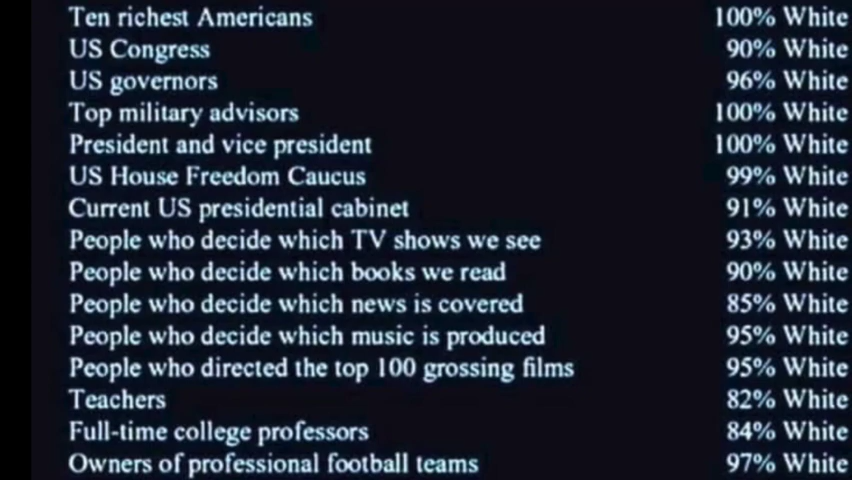 Ten richest Americans 100% White
US Congress 90% White
US governors 96% White
Top military advisors 100% White
President and vice president 100% White
US House Freedom Caucus 99% White
Current US presidential cabinet 91% White
People who decide which TV shows we see 93% White
People who decide which books we read 90% White
People who decide which news is covered 85% White
People who decide which music is produced 95% White
People who directed the top 100 grossing films 95% White
Teachers 82% White
Full-time college professors 84% White
Owners of professional football teams 97% White